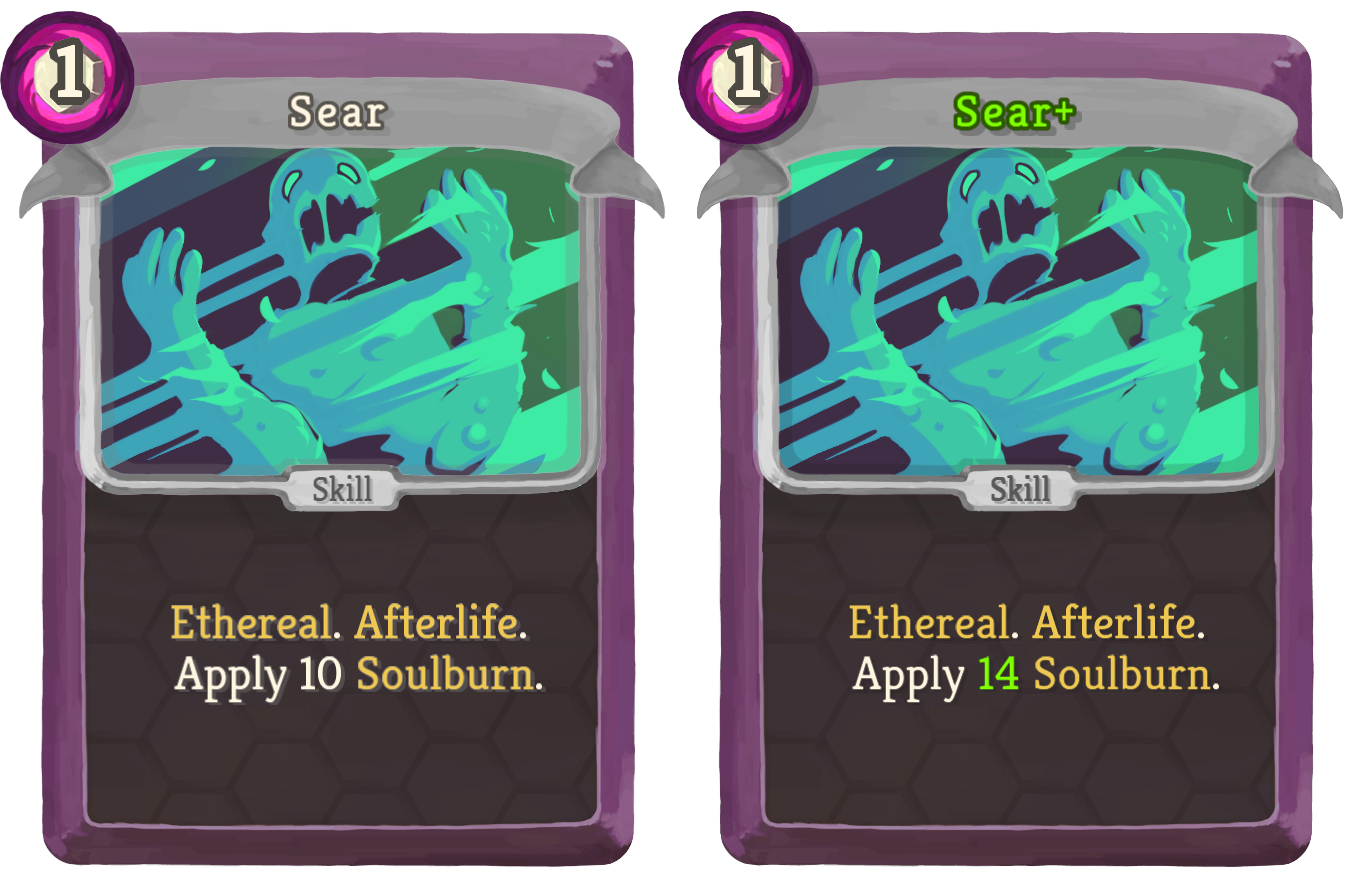 1
Sear
Skill
Ethereal. Afterlife.
Apply 10 Soulburn.
1
Sear+
Skill
Ethereal. Afterlife.
Apply 14 Soulburn.